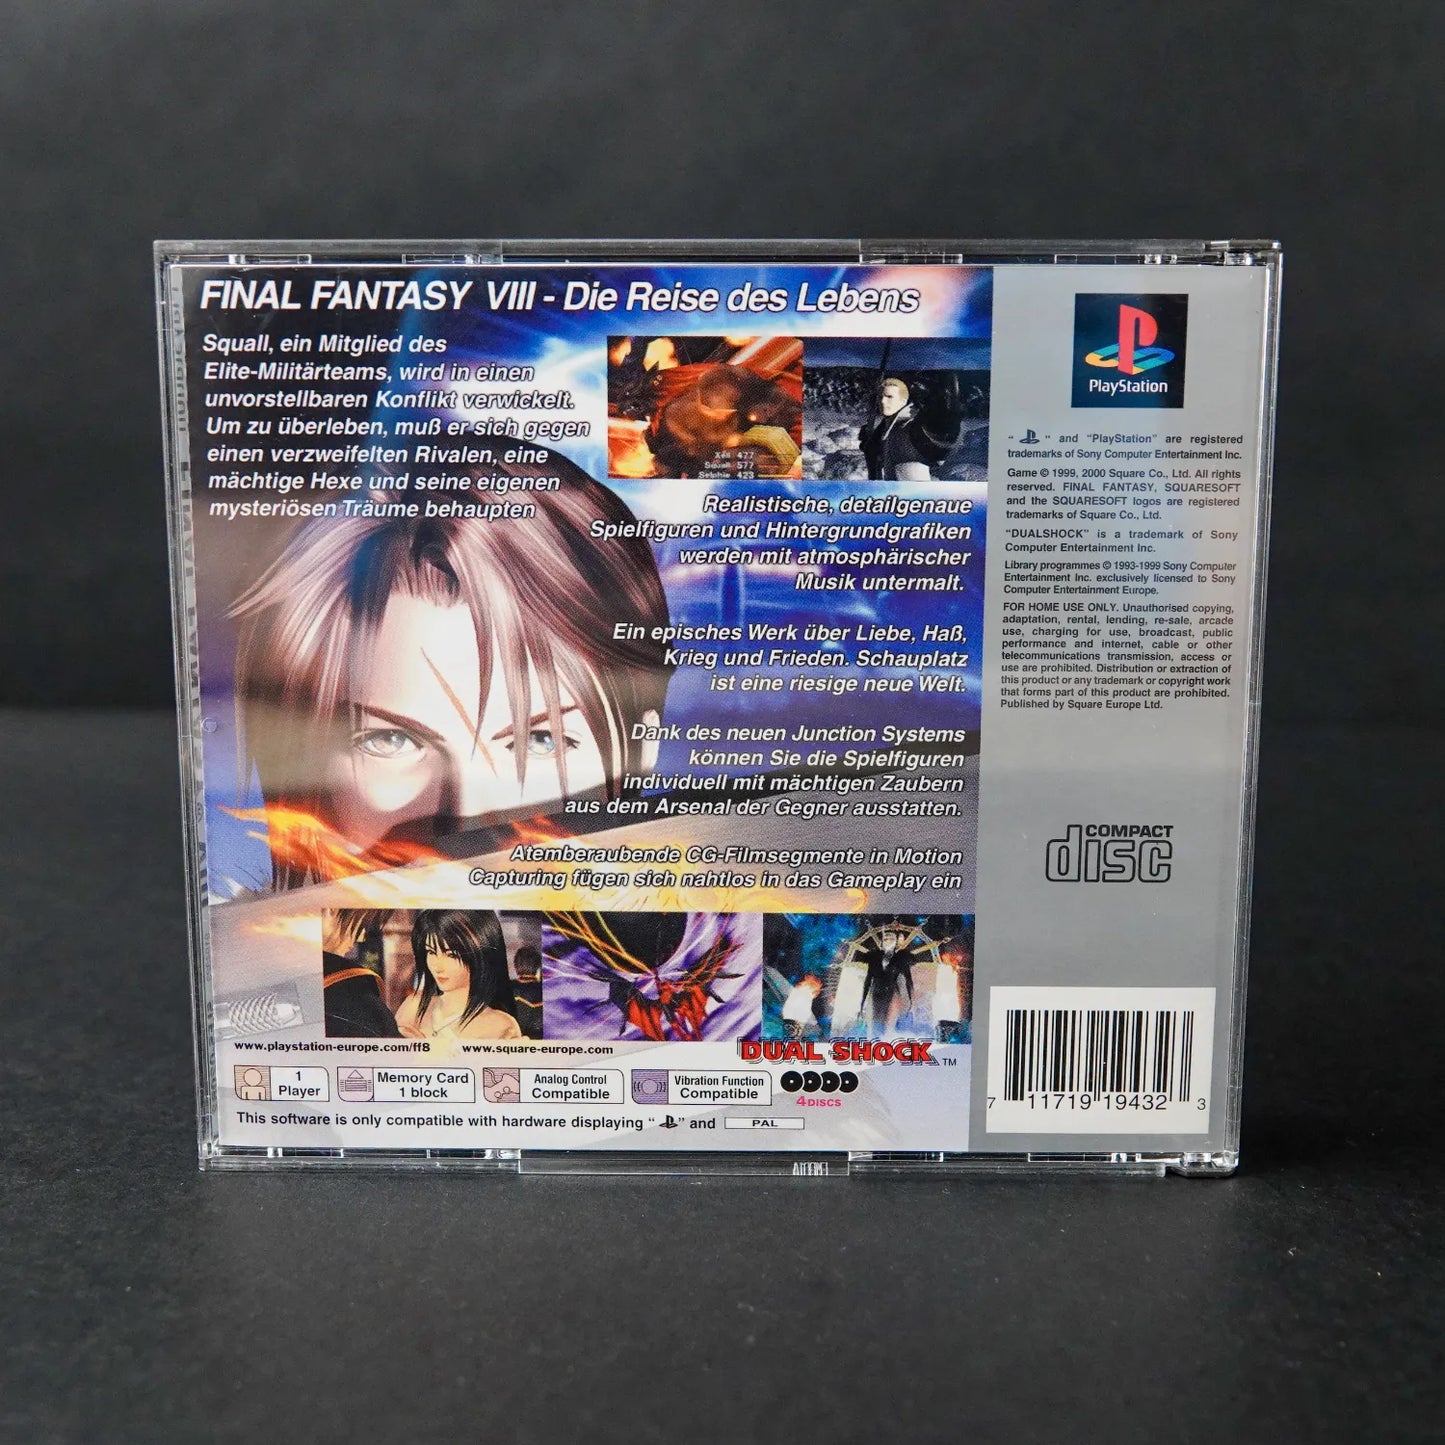 FINAL FANTASY VIII - Die Reise des Lebens
Squall, ein Mitglied des
Elite-Militärteams, wird in einen
unvorstellbaren Konflikt verwickelt.
Um zu überleben, muß er sich gegen
einen verzweifelten Rivalen, eine
mächtige Hexe und seine eigenen
mysteriösen Träume behaupten
Xell 477
Squall 577
Selphie 423
Realistische, detailgenaue
Spielfiguren und Hintergrundgrafiken
werden mit atmosphärischer
Musik untermalt.
Ein episches Werk über Liebe, Haß,
Krieg und Frieden. Schauplatz
ist eine riesige neue Welt.
Dank des neuen Junction Systems
können Sie die Spielfiguren
individuell mit mächtigen Zaubern
aus dem Arsenal der Gegner ausstatten.
Atemberaubende CG-Filmsegmente in Motion
Capturing fügen sich nahtlos in das Gameplay ein
www.playstation-europe.com/ff8 www.square-europe.com
DUAL SHOCK™
1
Player
Memory Card
1 block
Analog Control
Compatible
Vibration Function
Compatible
4 DISCS
This software is only compatible with hardware displaying " " and PAL
PlayStation
" " and "PlayStation" are registered
trademarks of Sony Computer Entertainment Inc.
Game © 1999, 2000 Square Co., Ltd. All rights
reserved. FINAL FANTASY, SQUARESOFT
and the SQUARESOFT logos are registered
trademarks of Square Co., Ltd.
"DUALSHOCK" is a trademark of Sony
Computer Entertainment Inc.
Library programmes © 1993-1999 Sony Computer
Entertainment Inc. exclusively licensed to Sony
Computer Entertainment Europe.
FOR HOME USE ONLY. Unauthorised copying,
adaptation, rental, lending, re-sale, arcade
use, charging for use, broadcast, public
performance and internet, cable or other
telecommunications transmission, access or
use are prohibited. Distribution or extraction of
this product or any trademark or copyright work
that forms part of this product are prohibited.
Published by Square Europe Ltd.
COMPACT
disc
7 11719 19432 3